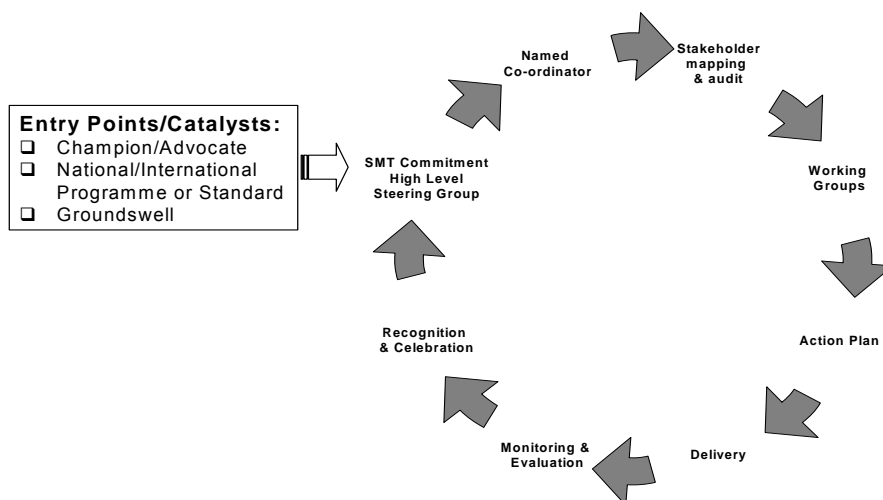 Entry Points/Catalysts:
❑ Champion/Advocate
❑ National/International
Programme or Standard
❑ Groundswell
SMT Commitment
High Level
Steering Group
Named
Co-ordinator
Stakeholder
mapping
& audit
Working
Groups
Action Plan
Delivery
Monitoring &
Evaluation
Recognition
& Celebration